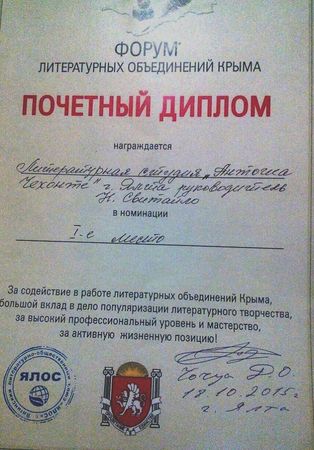 ФОРУМ
ЛИТЕРАТУРНЫХ ОБЪЕДИНЕНИЙ КРЫМА
ПОЧЕТНЫЙ ДИПЛОМ
награждается
Литературная студия „Антоша
Чехонте" г. Ялта руководитель
Н. Свитайло
в номинации
I-е место
За содействие в работе литературных объединений Крыма,
большой вклад в дело популяризации литературного творчества,
за высокий профессиональный уровень и мастерство,
за активную жизненную позицию!
ЯЛОС
18.10.2015г
г. Ялта